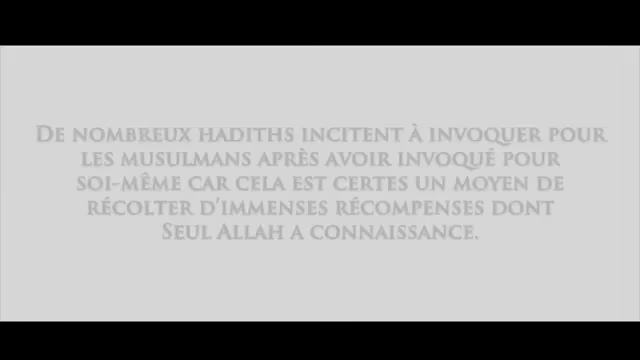 De nombreux hadiths incitent à invoquer pour
les musulmans après avoir invoqué pour
soi-même car cela est certes un moyen de
récolter d'immenses récompenses dont
Seul Allah a connaissance.